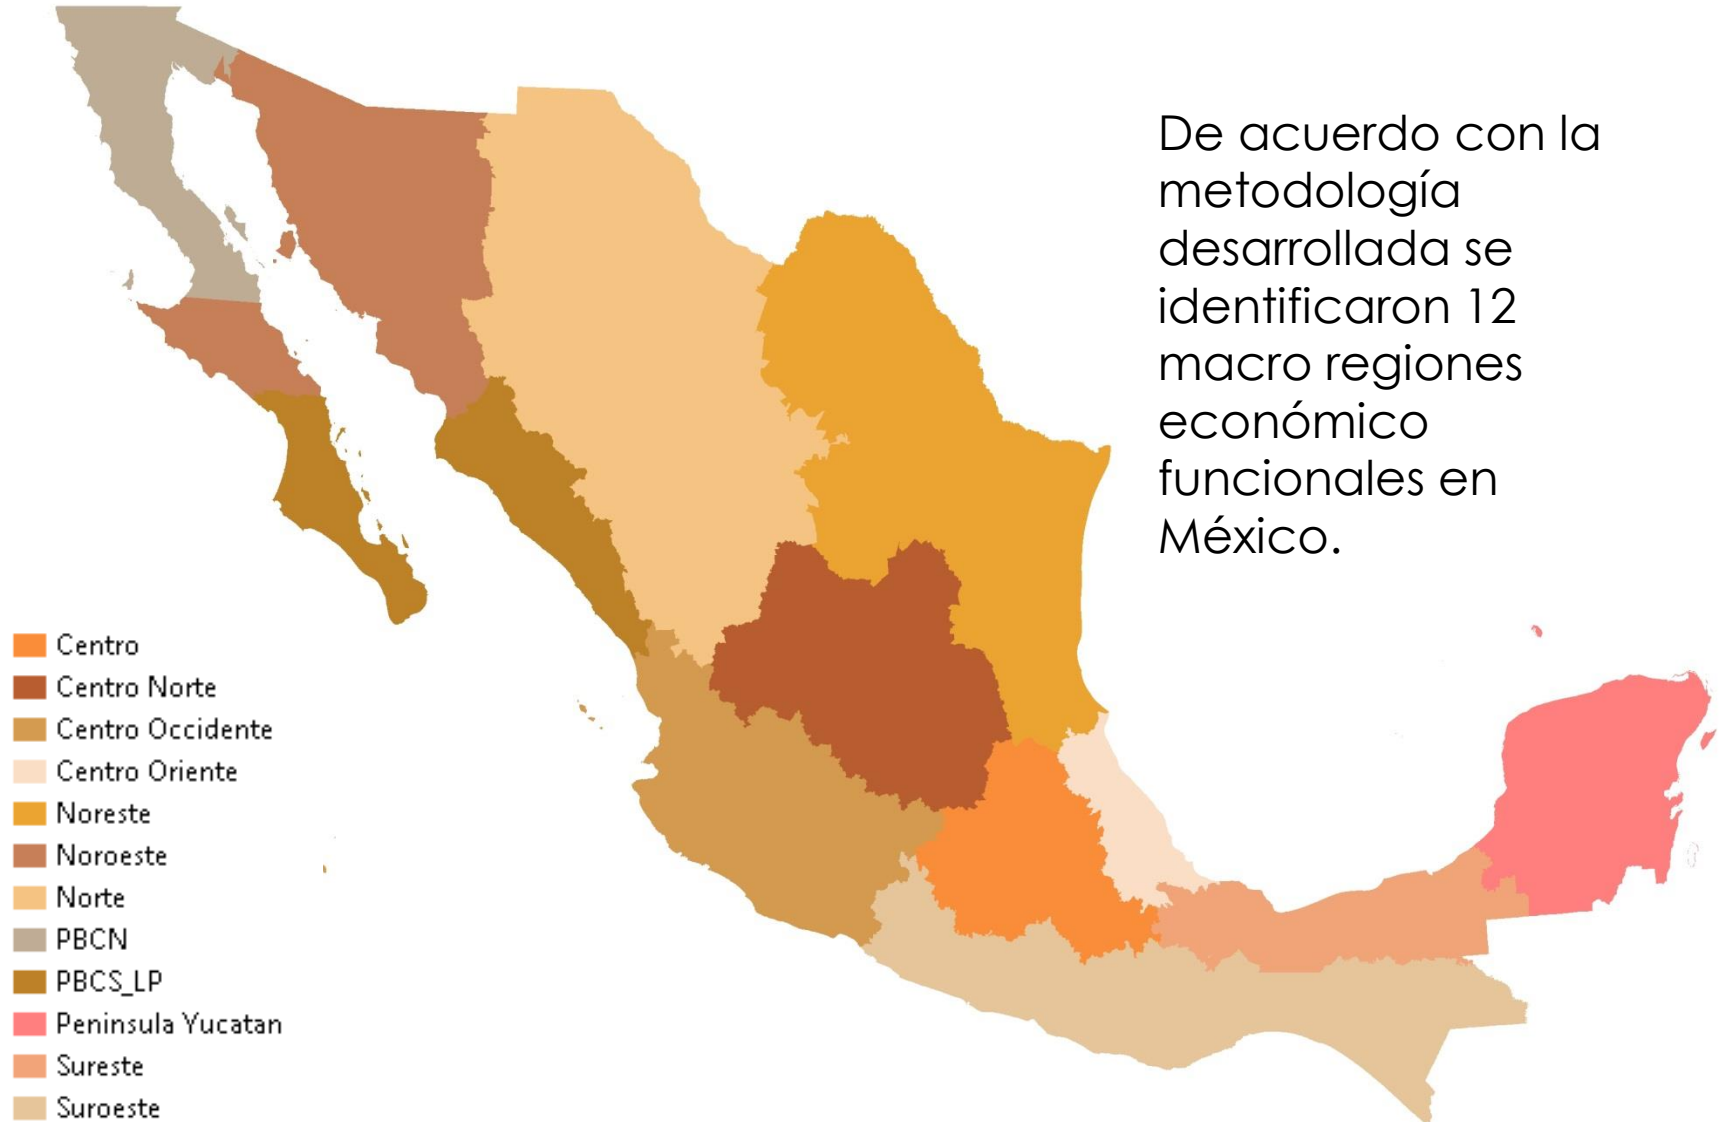 De acuerdo con la
metodología
desarrollada se
identificaron 12
macro regiones
económico
funcionales en
México.
Centro
Centro Norte
Centro Occidente
Centro Oriente
Noreste
Noroeste
Norte
PBCN
PBCS_LP
Peninsula Yucatan
Sureste
Suroeste